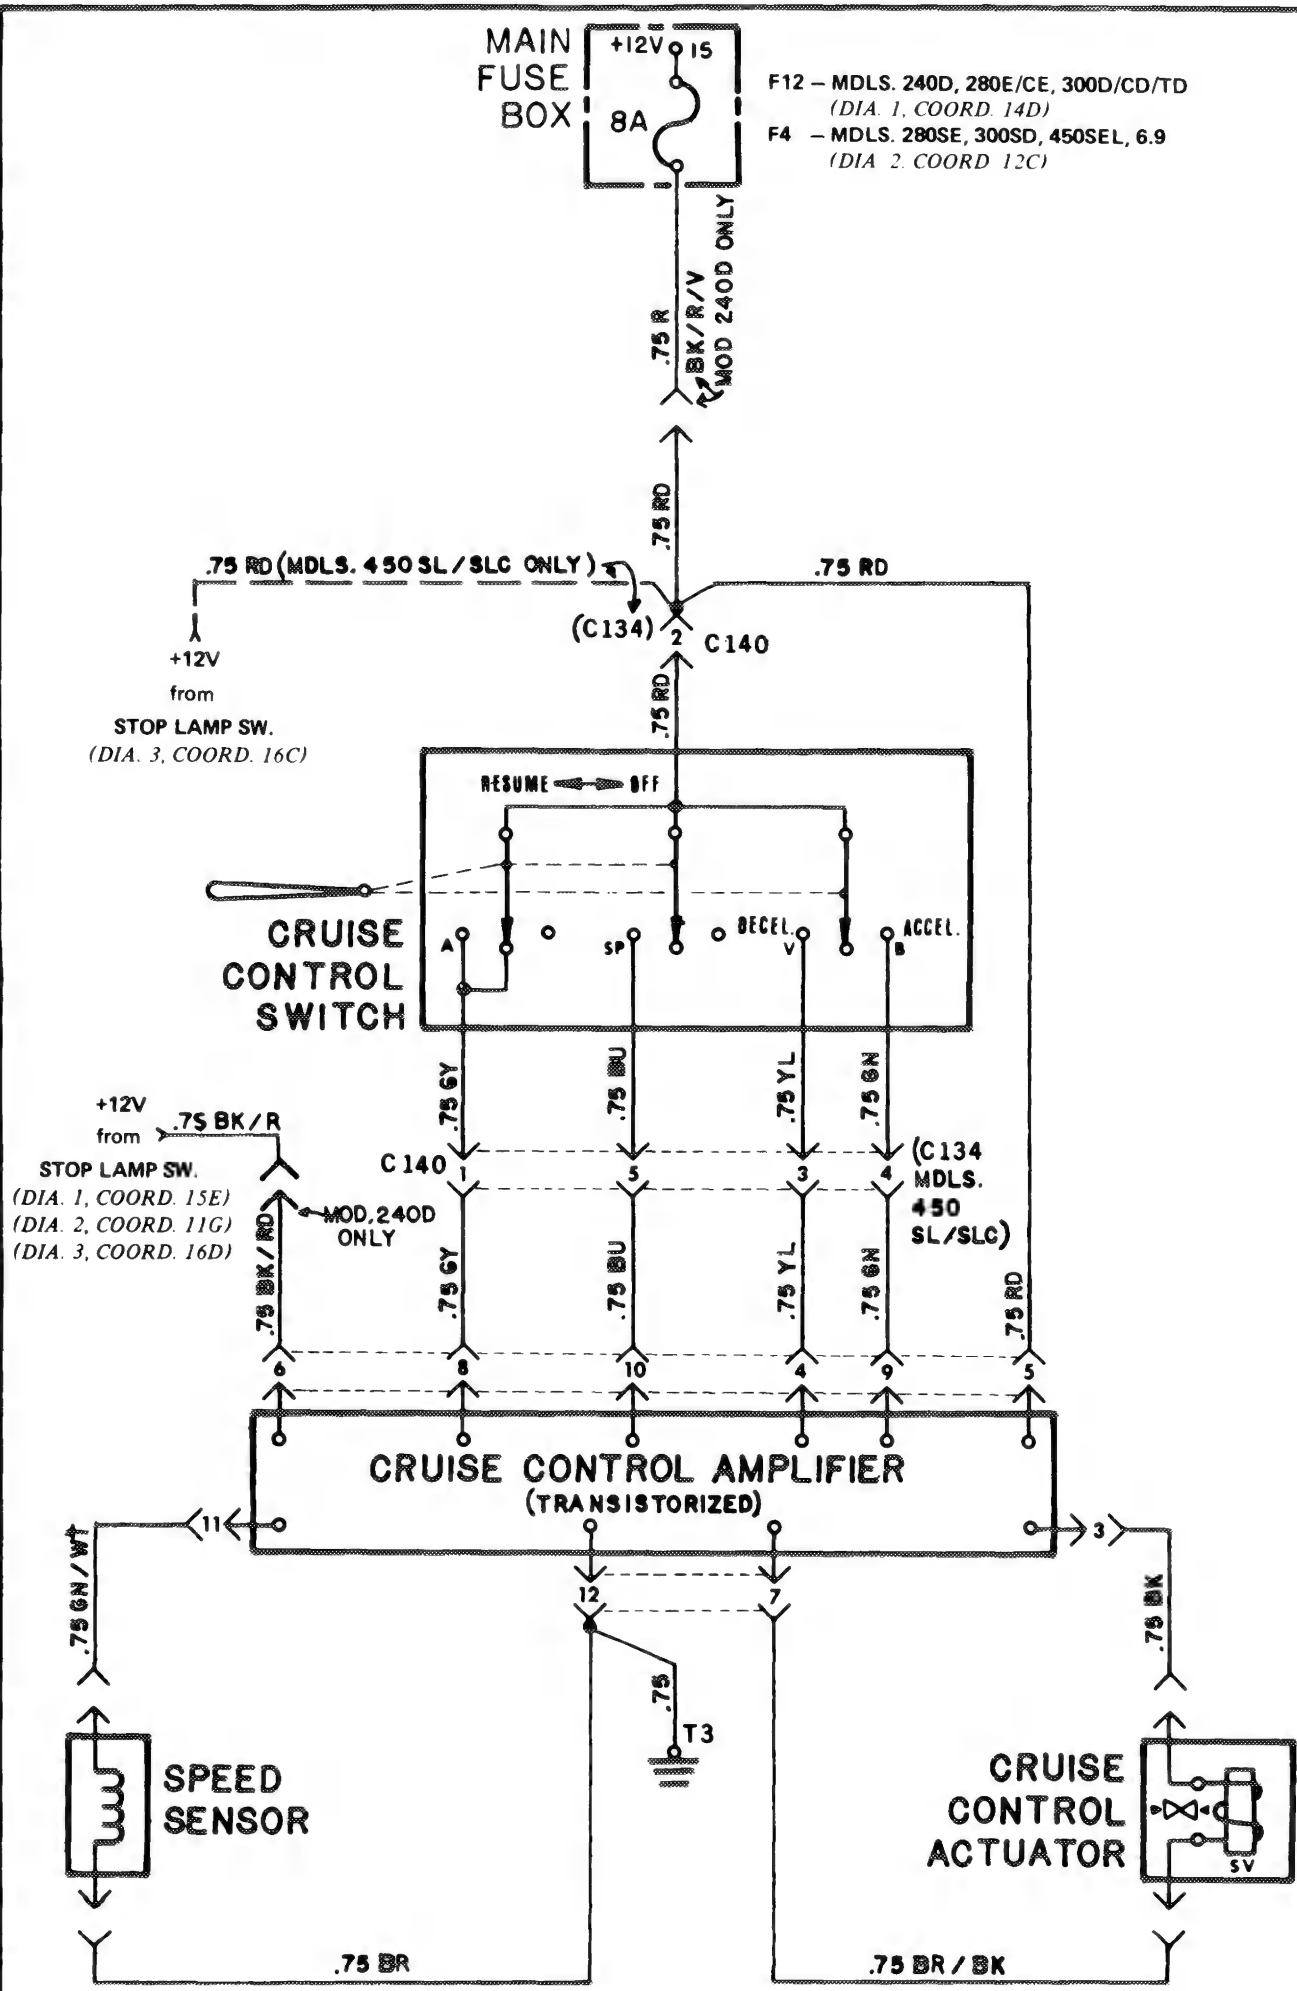 MAIN
FUSE
BOX
+12V 15
8A
F12 – MDLS. 240D, 280E/CE, 300D/CD/TD
(DIA. 1, COORD. 14D)
F4 – MDLS. 280SE, 300SD, 450SEL, 6.9
(DIA 2. COORD 12C)
.75 R
BK/R/V
MOD 240D ONLY
.75 RD
.75 RD (MDLS. 450 SL/SLC ONLY)
.75 RD
(C134)
2
C140
+12V
from
STOP LAMP SW.
(DIA. 3, COORD. 16C)
.75 RD
RESUME OFF
CRUISE
CONTROL
SWITCH
A
SP
DECEL.
V
ACCEL.
B
.75 GY
.75 BU
.75 YL
.75 GN
+12V
from
.75 BK/R
STOP LAMP SW.
(DIA. 1, COORD. 15E)
(DIA. 2, COORD. 11G)
(DIA. 3, COORD. 16D)
C140 1 5 3 4
(C134
MDLS.
450
SL/SLC)
MOD. 240D
ONLY
.75 BK/RD
.75 GY
.75 BU
.75 YL
.75 GN
.75 RD
6 8 10 4 9 5
CRUISE CONTROL AMPLIFIER
(TRANSISTORIZED)
11
3
12
7
.75 GN/WT
.75 BK
.75
T3
SPEED
SENSOR
CRUISE
CONTROL
ACTUATOR
SV
.75 BR
.75 BR/BK